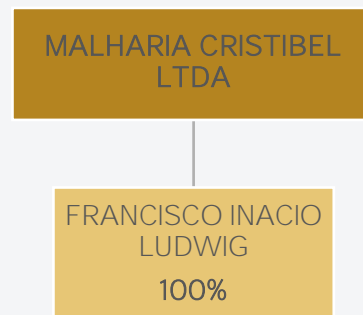 MALHARIA CRISTIBEL
LTDA
FRANCISCO INACIO
LUDWIG
100%